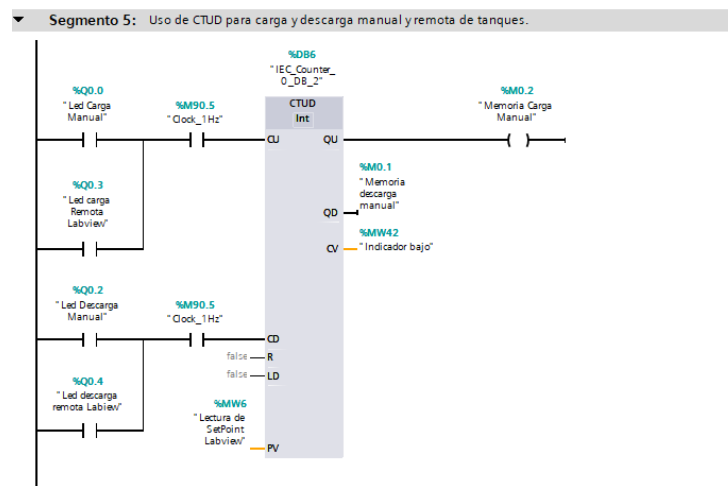 Segmento 5: Uso de CTUD para carga y descarga manual y remota de tanques.
%DB6
"IEC_Counter_
0_DB_2"
CTUD
Int
%Q0.0
"Led Carga
Manual"
%M90.5
"Clock_1Hz"
CU
QU
%M0.2
"Memoria Carga
Manual"
%Q0.3
"Led carga
Remota
Labview"
%M0.1
"Memoria
descarga
manual"
QD
%MW42
CV
"Indicador bajo"
%Q0.2
"Led Descarga
Manual"
%M90.5
"Clock_1Hz"
CD
false
R
false
LD
%Q0.4
"Led descarga
remota Labiew"
%MW6
"Lectura de
SetPoint
Labview"
PV